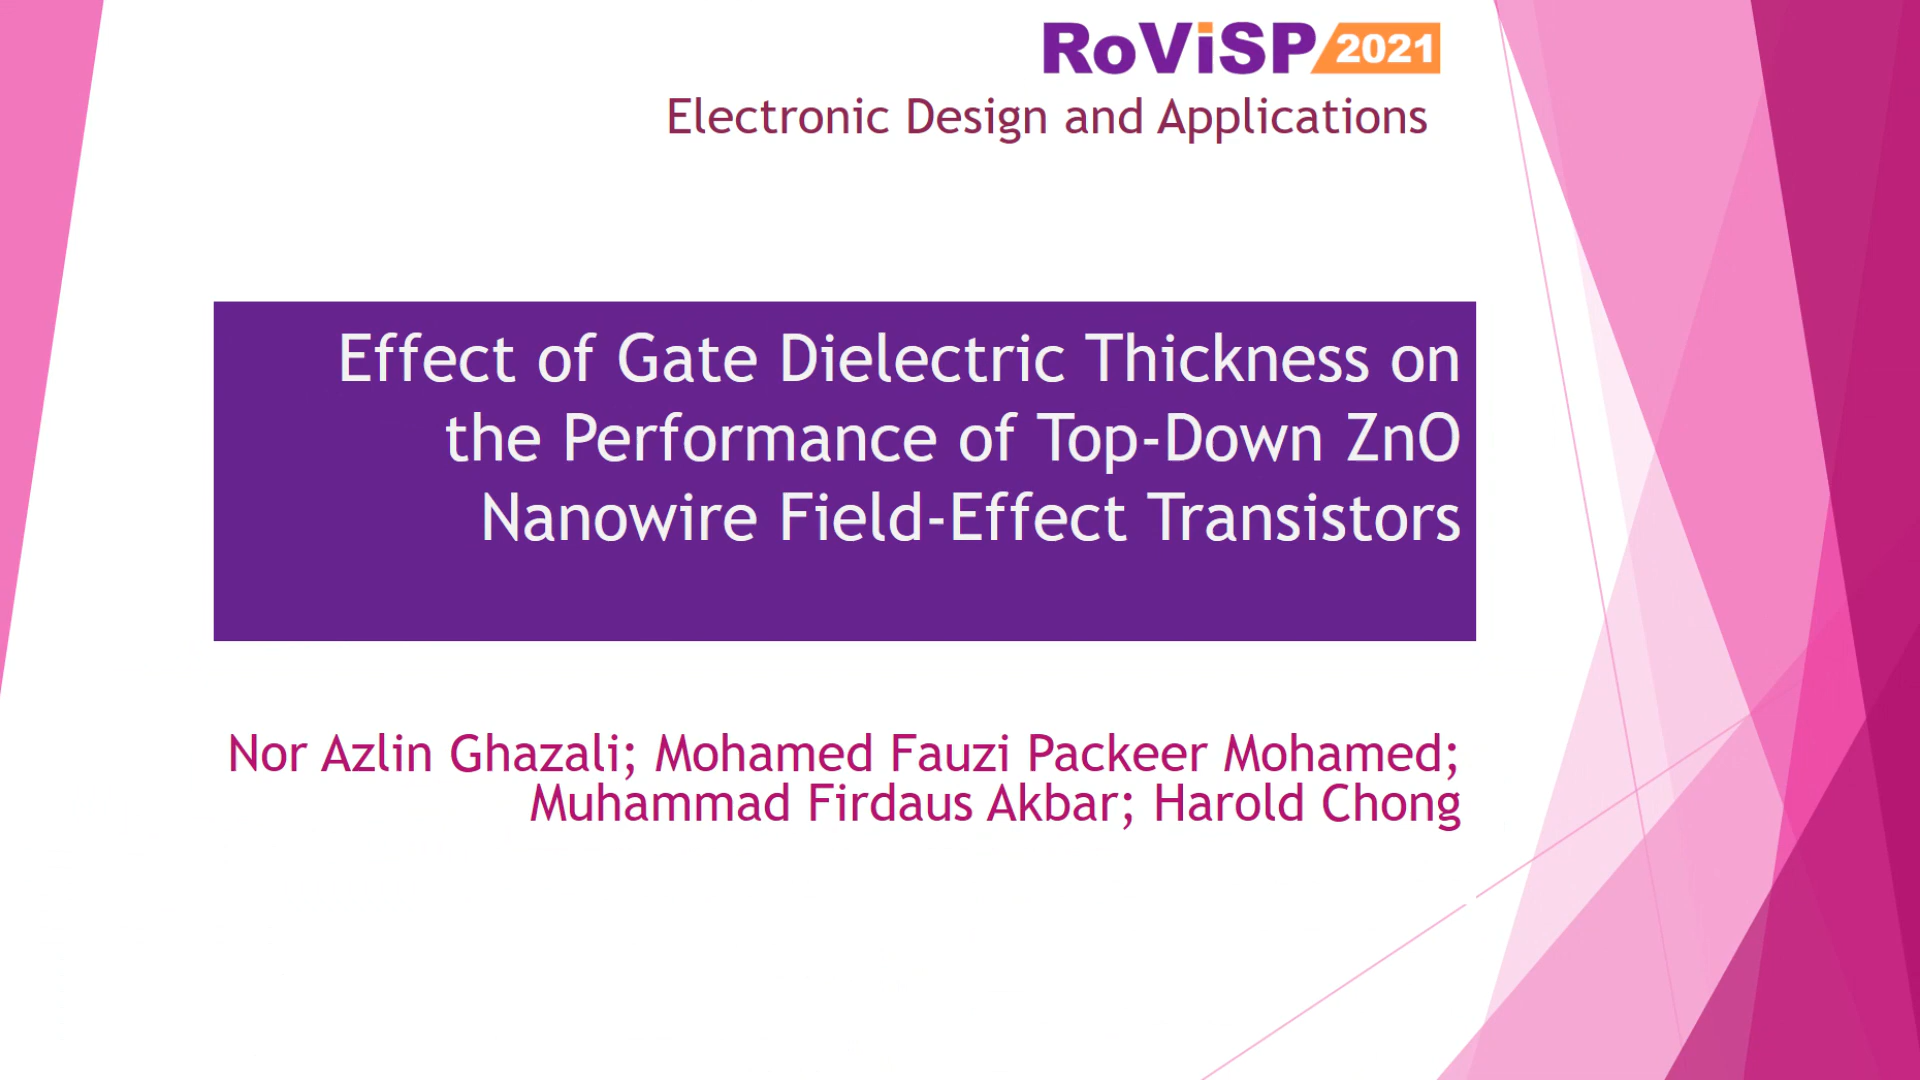 RoViSP 2021
Electronic Design and Applications
Effect of Gate Dielectric Thickness on
the Performance of Top-Down ZnO
Nanowire Field-Effect Transistors
Nor Azlin Ghazali; Mohamed Fauzi Packeer Mohamed;
Muhammad Firdaus Akbar; Harold Chong